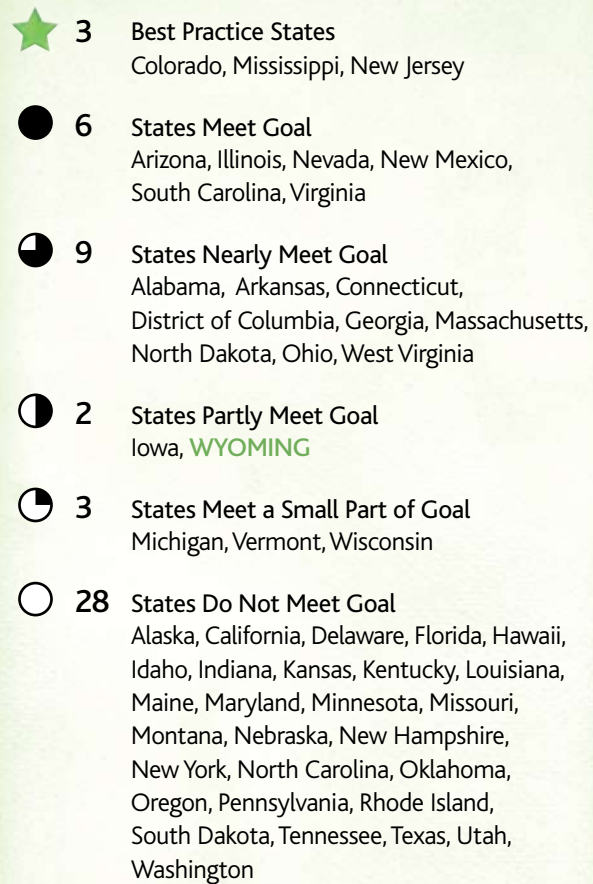 3 Best Practice States
Colorado, Mississippi, New Jersey
6 States Meet Goal
Arizona, Illinois, Nevada, New Mexico,
South Carolina, Virginia
9 States Nearly Meet Goal
Alabama, Arkansas, Connecticut,
District of Columbia, Georgia, Massachusetts,
North Dakota, Ohio, West Virginia
2 States Partly Meet Goal
Iowa, WYOMING
3 States Meet a Small Part of Goal
Michigan, Vermont, Wisconsin
28 States Do Not Meet Goal
Alaska, California, Delaware, Florida, Hawaii,
Idaho, Indiana, Kansas, Kentucky, Louisiana,
Maine, Maryland, Minnesota, Missouri,
Montana, Nebraska, New Hampshire,
New York, North Carolina, Oklahoma,
Oregon, Pennsylvania, Rhode Island,
South Dakota, Tennessee, Texas, Utah,
Washington